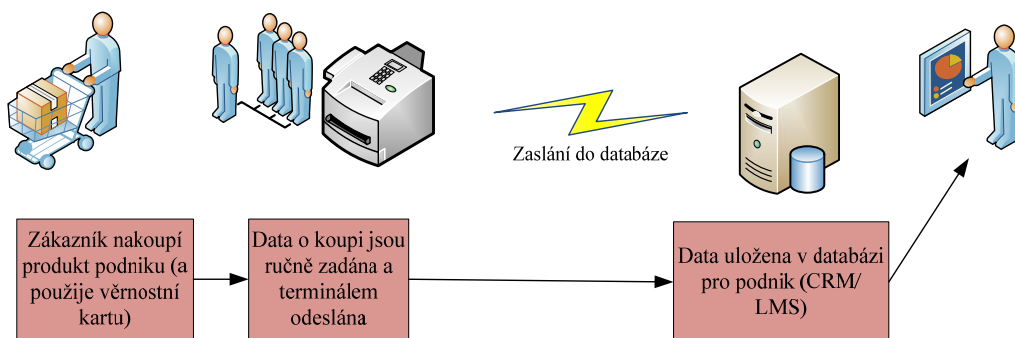 Zaslání do databáze
Zákazník nakoupí
produkt podniku (a
použije věrnostní
kartu)
Data o koupi jsou
ručně zadána a
terminálem
odeslána
Data uložena v databázi
pro podnik (CRM/
LMS)